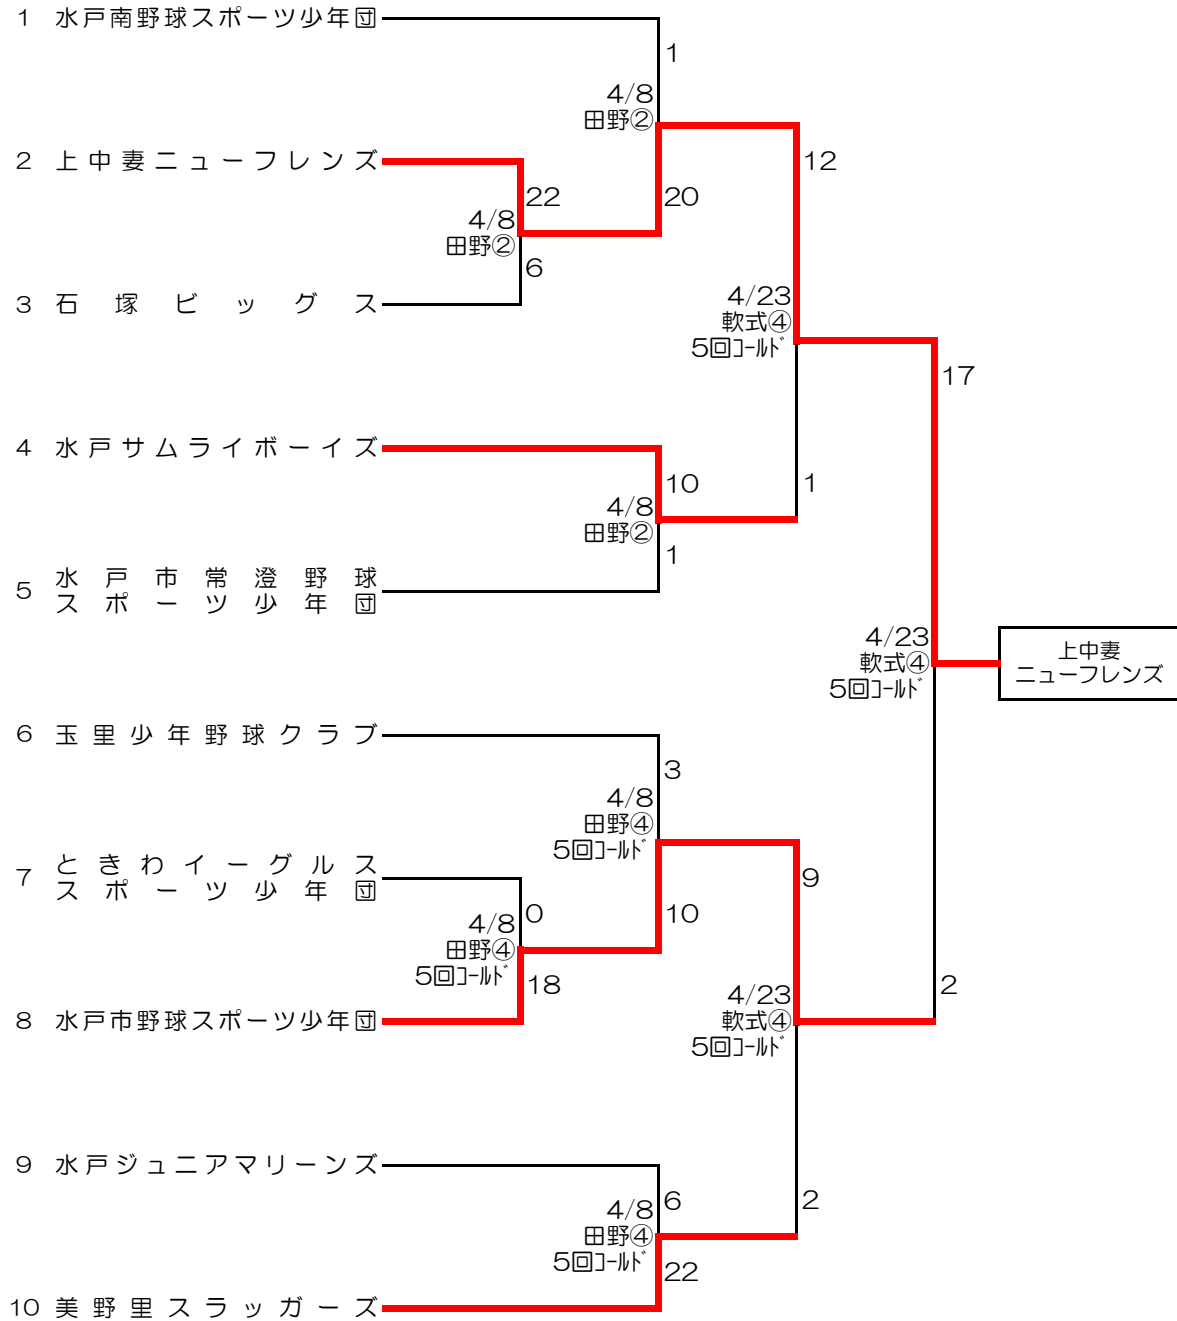 1 水戸南野球スポーツ少年団
1
4/8
田野②
2 上中妻ニューフレンズ
12
22
20
4/8
田野②
6
3 石塚ビッグス
4/23
軟式④
5回ｺｰﾙﾄﾞ
17
4 水戸サムライボーイズ
10
1
4/8
田野②
1
5 水戸市常澄野球
スポーツ少年団
4/23
軟式④
5回ｺｰﾙﾄﾞ
上中妻
ニューフレンズ
6 玉里少年野球クラブ
3
4/8
田野④
5回ｺｰﾙﾄﾞ
7 ときわイーグルス
スポーツ少年団
9
0
10
4/8
田野④
5回ｺｰﾙﾄﾞ
18
2
4/23
軟式④
5回ｺｰﾙﾄﾞ
8 水戸市野球スポーツ少年団
9 水戸ジュニアマリーンズ
6
2
4/8
田野④
5回ｺｰﾙﾄﾞ
22
10 美野里スラッガーズ